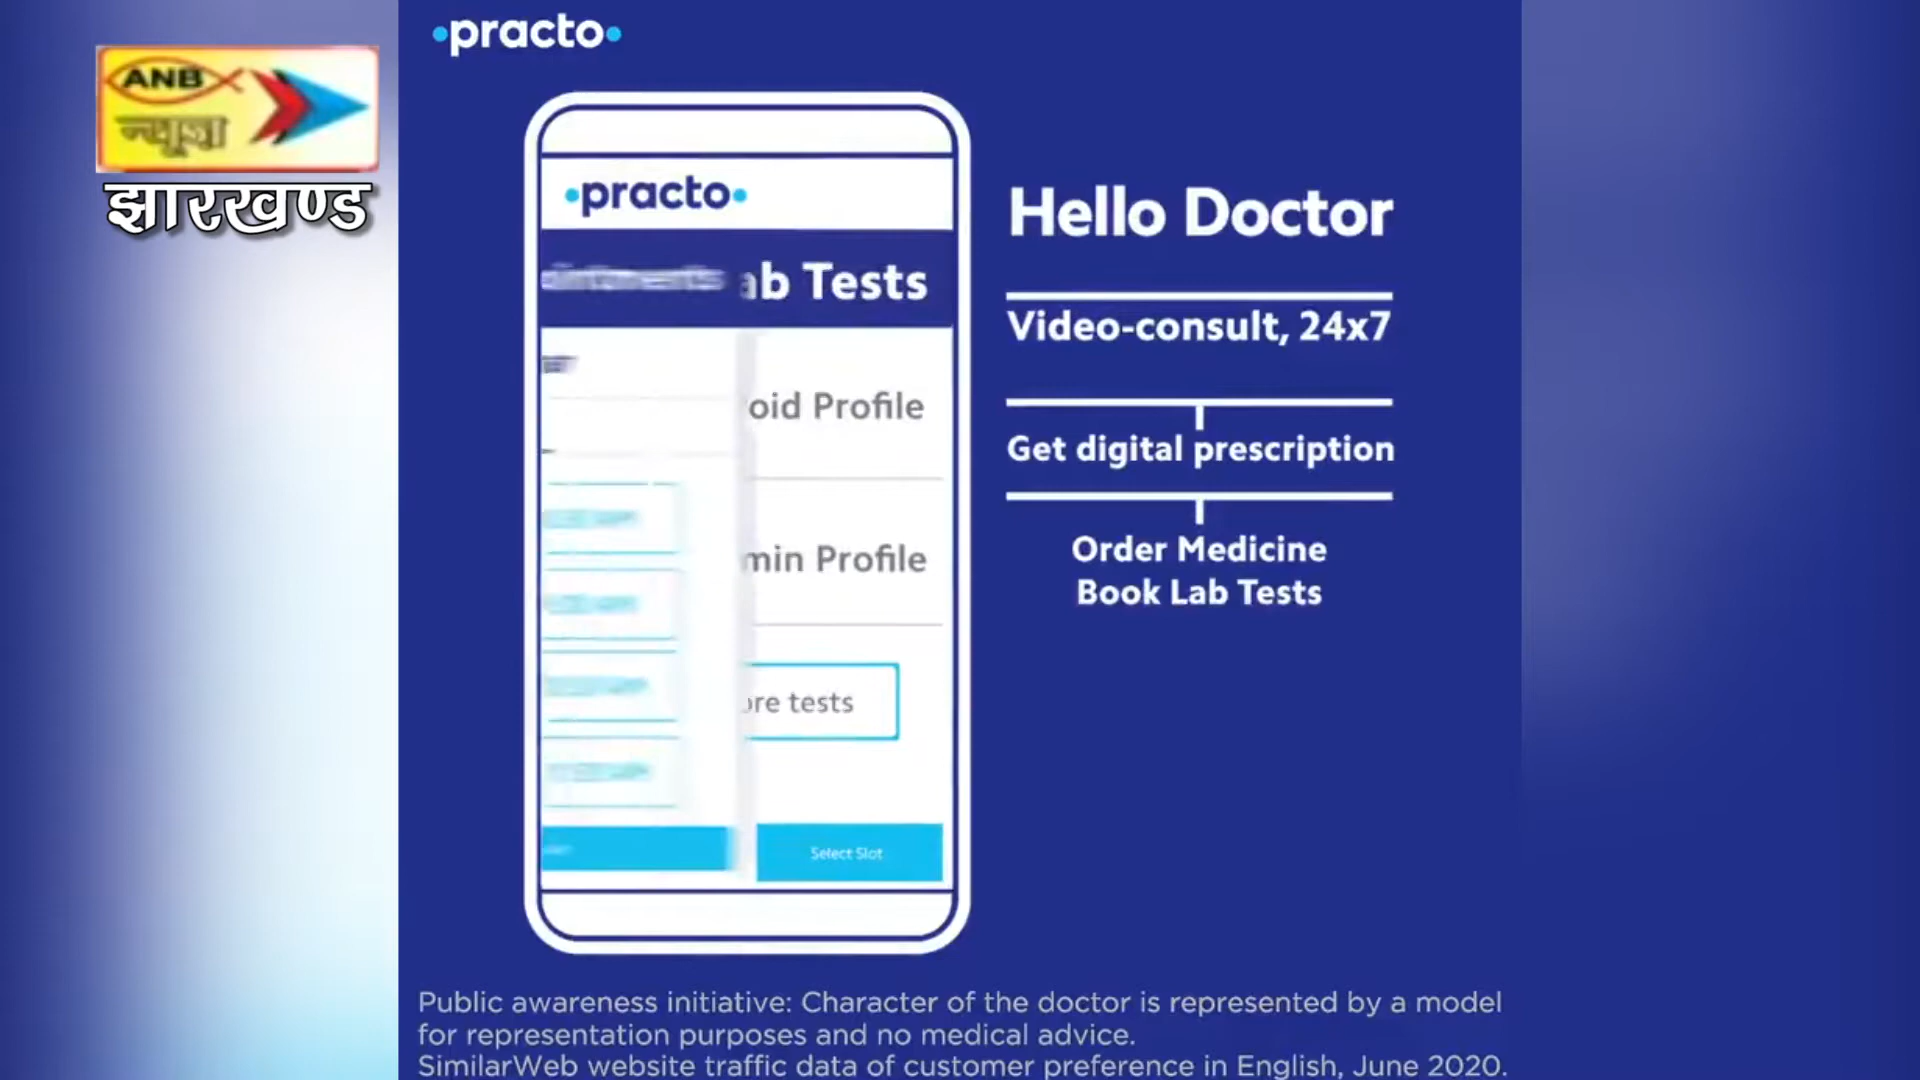 •practo•
ANB
न्यूज़
झारखण्ड
•practo•
ab Tests
oid Profile
min Profile
ore tests
Select Slot
Hello Doctor
Video-consult, 24x7
Get digital prescription
Order Medicine
Book Lab Tests
Public awareness initiative: Character of the doctor is represented by a model
for representation purposes and no medical advice.
SimilarWeb website traffic data of customer preference in English, June 2020.